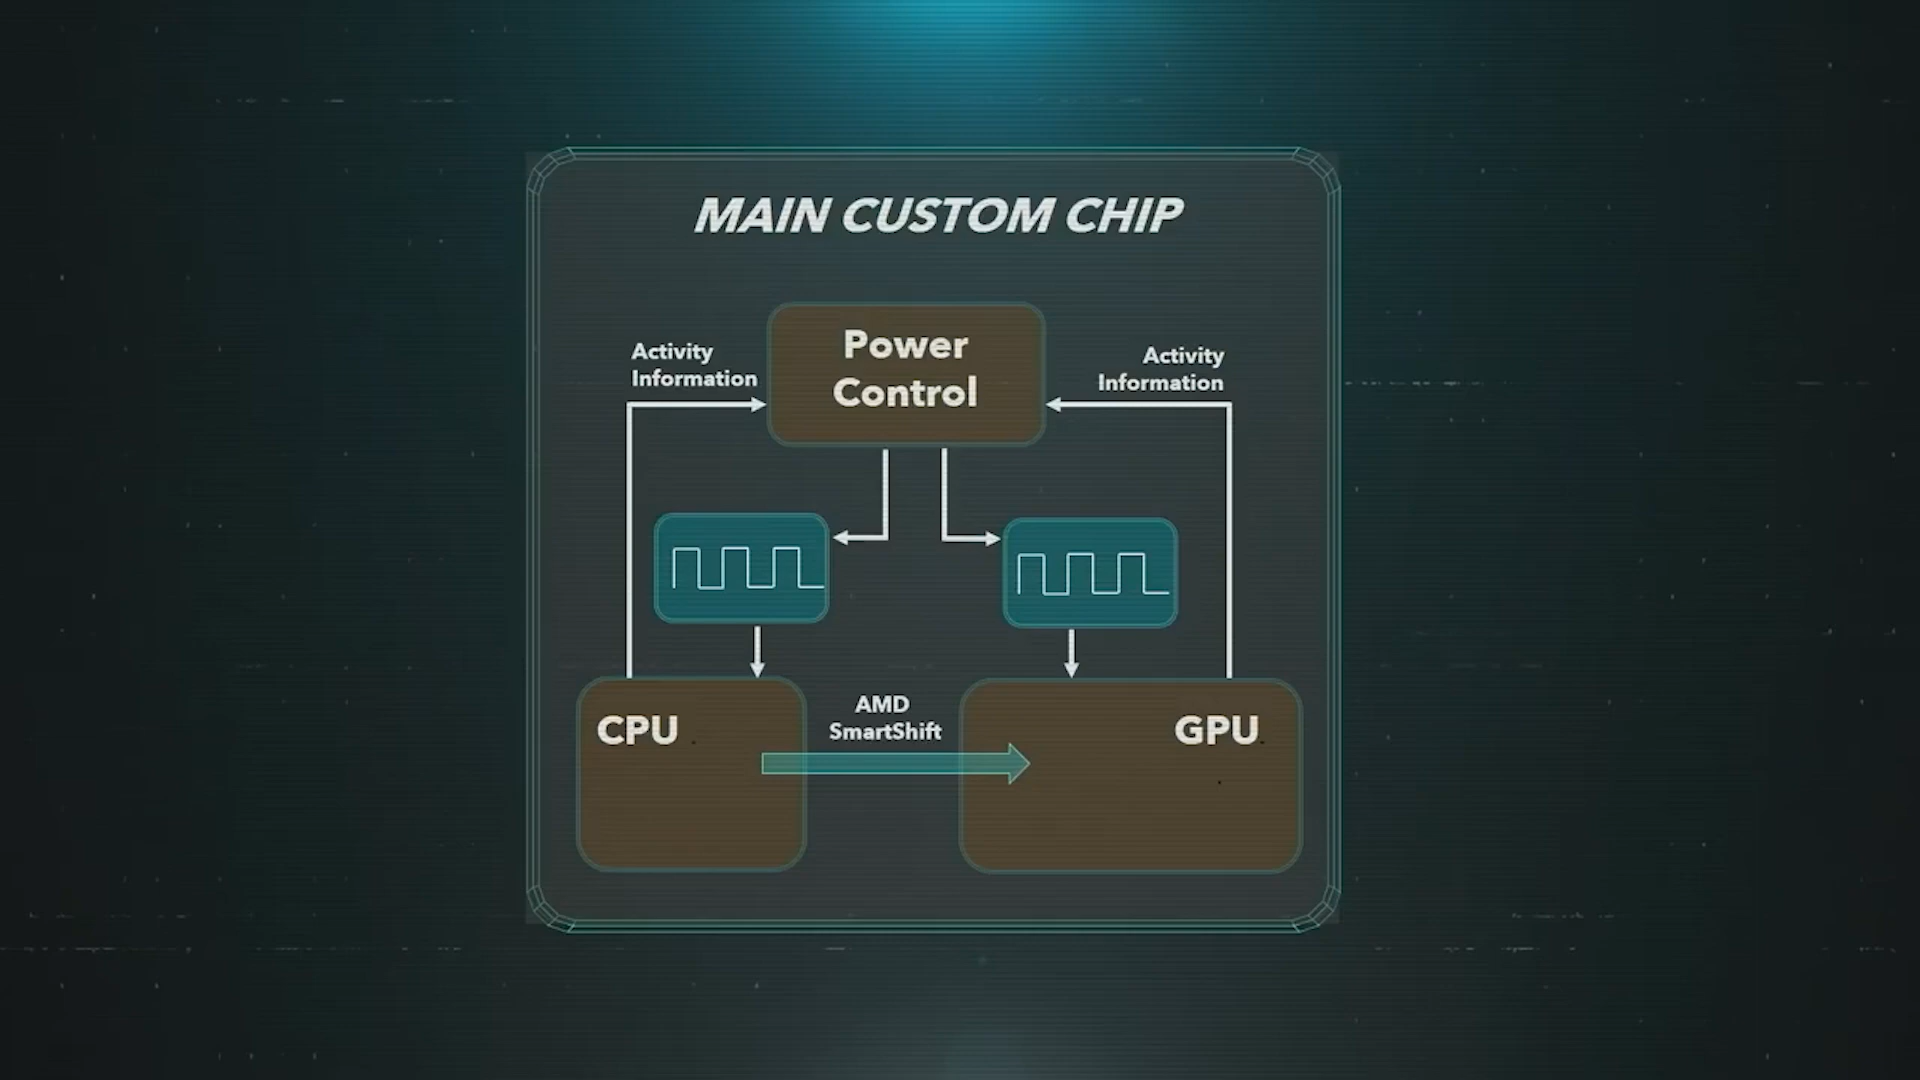 MAIN CUSTOM CHIP
Power
Control
Activity
Information
Activity
Information
AMD
SmartShift
CPU
GPU